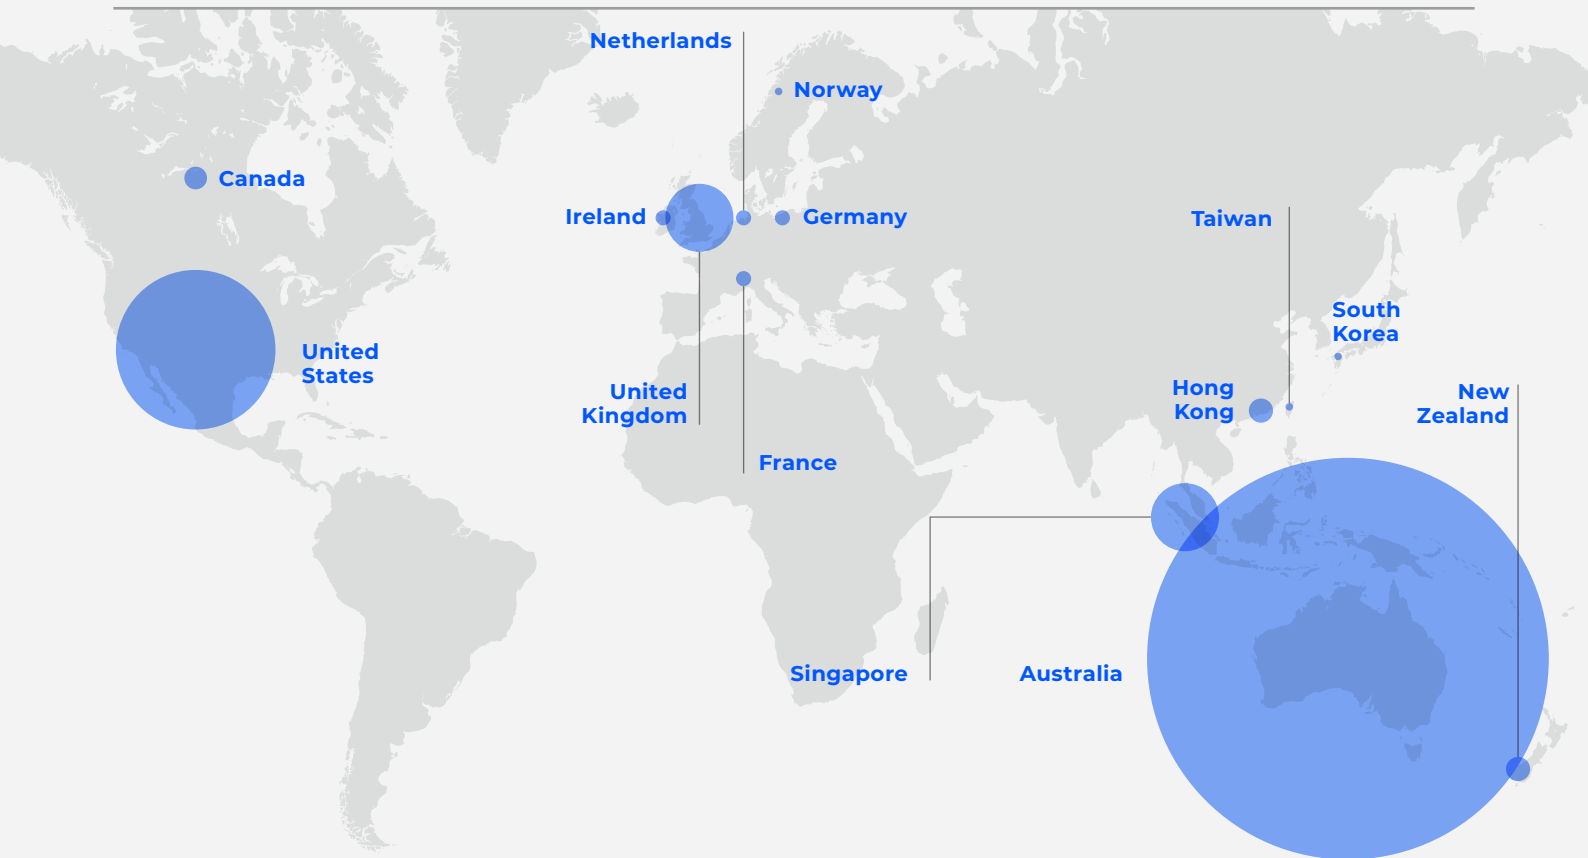 Netherlands
Norway
Canada
Ireland
Germany
Taiwan
South
Korea
United
States
United
Kingdom
Hong
Kong
New
Zealand
France
Singapore
Australia